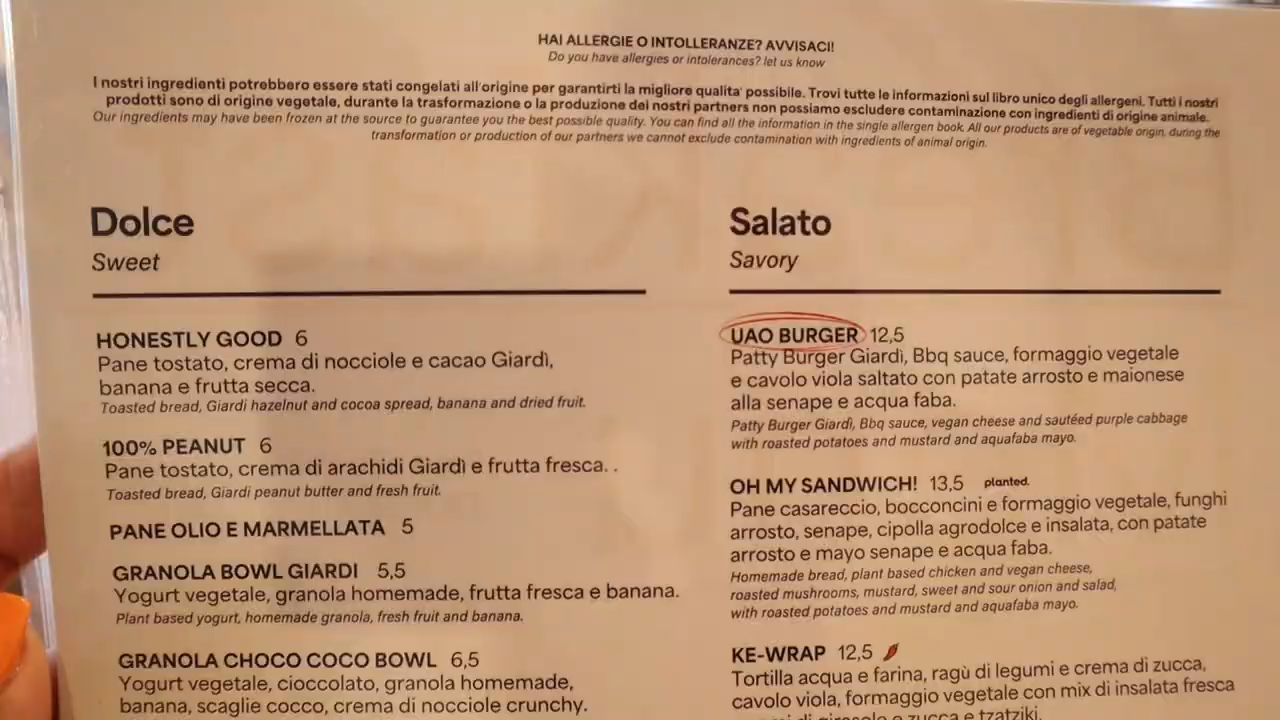 HAI ALLERGIE O INTOLLERANZE? AVVISACI!
Do you have allergies or intolerances? let us know
I nostri ingredienti potrebbero essere stati congelati all'origine per garantirti la migliore qualita' possibile. Trovi tutte le informazioni sul libro unico degli allergeni. Tutti i nostri
prodotti sono di origine vegetale, durante la trasformazione o la produzione dei nostri partners non possiamo escludere contaminazione con ingredienti di origine animale.
Our ingredients may have been frozen at the source to guarantee you the best possible quality. You can find all the information in the single allergen book. All our products are of vegetable origin, during the
transformation or production of our partners we cannot exclude contamination with ingredients of animal origin.
Dolce
Sweet
HONESTLY GOOD 6
Pane tostato, crema di nocciole e cacao Giardì,
banana e frutta secca.
Toasted bread, Giardì hazelnut and cocoa spread, banana and dried fruit.
100% PEANUT 6
Pane tostato, crema di arachidi Giardì e frutta fresca. .
Toasted bread, Giardì peanut butter and fresh fruit.
PANE OLIO E MARMELLATA 5
GRANOLA BOWL GIARDI 5,5
Yogurt vegetale, granola homemade, frutta fresca e banana.
Plant based yogurt, homemade granola, fresh fruit and banana.
GRANOLA CHOCO COCO BOWL 6,5
Yogurt vegetale, cioccolato, granola homemade,
banana, scaglie cocco, crema di nocciole crunchy.
Salato
Savory
UAO BURGER 12,5
Patty Burger Giardì, Bbq sauce, formaggio vegetale
e cavolo viola saltato con patate arrosto e maionese
alla senape e acqua faba.
Patty Burger Giardì, Bbq sauce, vegan cheese and sautéed purple cabbage
with roasted potatoes and mustard and aquafaba mayo.
OH MY SANDWICH! 13,5 planted.
Pane casareccio, bocconcini e formaggio vegetale, funghi
arrosto, senape, cipolla agrodolce e insalata, con patate
arrosto e mayo senape e acqua faba.
Homemade bread, plant based chicken and vegan cheese,
roasted mushrooms, mustard, sweet and sour onion and salad,
with roasted potatoes and mustard and aquafaba mayo.
KE-WRAP 12,5
Tortilla acqua e farina, ragù di legumi e crema di zucca,
cavolo viola, formaggio vegetale con mix di insalata fresca
di girasole e zucca e tzatziki.